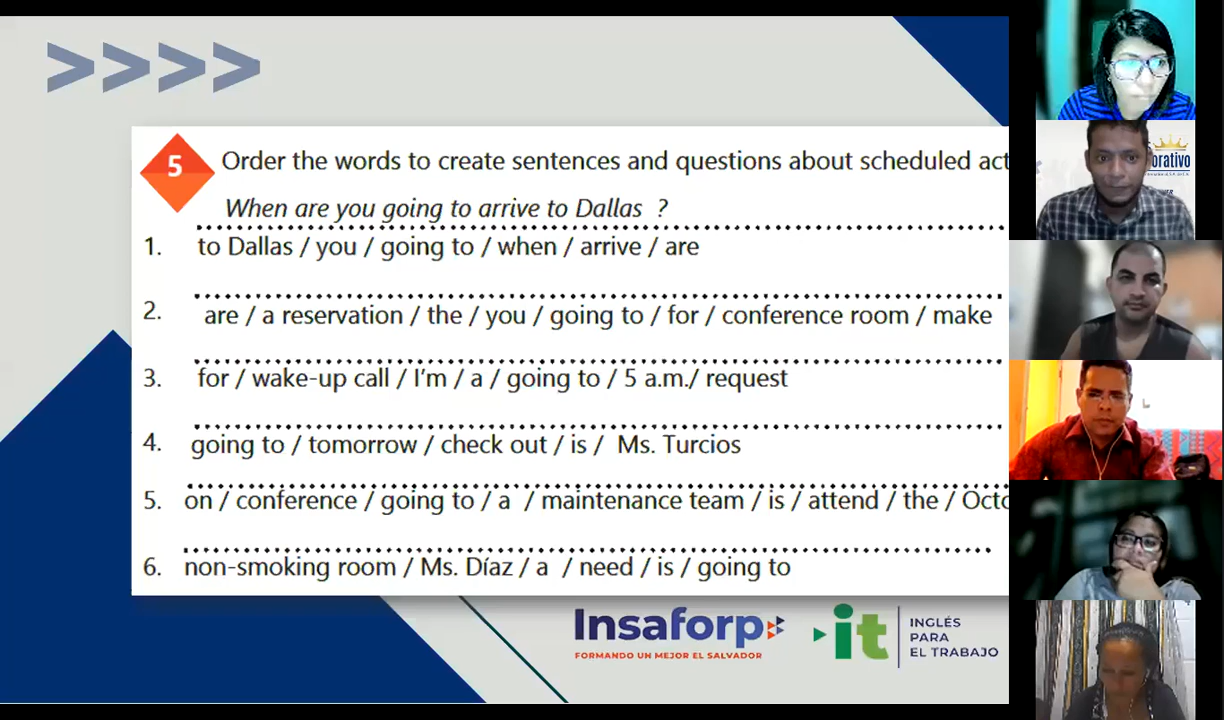 >>>>
5
Order the words to create sentences and questions about scheduled act
When are you going to arrive to Dallas ?
1. to Dallas / you / going to / when / arrive / are
2. are / a reservation / the / you / going to / for / conference room / make
3. for / wake-up call / I'm / a / going to / 5 a.m./ request
4. going to / tomorrow / check out / is / Ms. Turcios
5. on / conference / going to / a / maintenance team / is / attend / the / Octo
6. non-smoking room / Ms. Díaz / a / need / is / going to
Insaforp
FORMANDO UN MEJOR EL SALVADOR
it
INGLÉS
PARA
EL TRABAJO
orativo